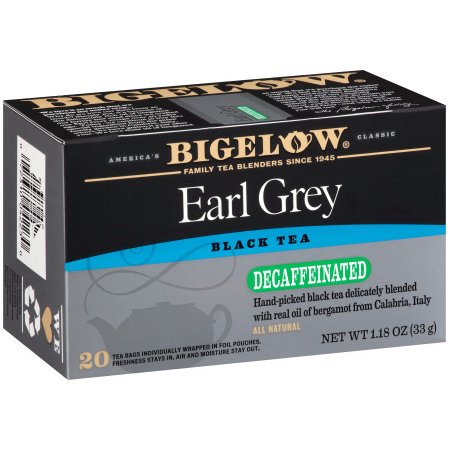 BIGELOW
AMERICA'S CLASSIC
BIGELOW
FAMILY TEA BLENDERS SINCE 1945
Earl Grey
BLACK TEA
DECAFFEINATED
Hand-picked black tea delicately blended
with real oil of bergamot from Calabria, Italy
ALL NATURAL
20 TEA BAGS INDIVIDUALLY WRAPPED IN FOIL POUCHES,
FRESHNESS STAYS IN, AIR AND MOISTURE STAY OUT.
NET WT 1.18 OZ (33 g)
BIGELOW